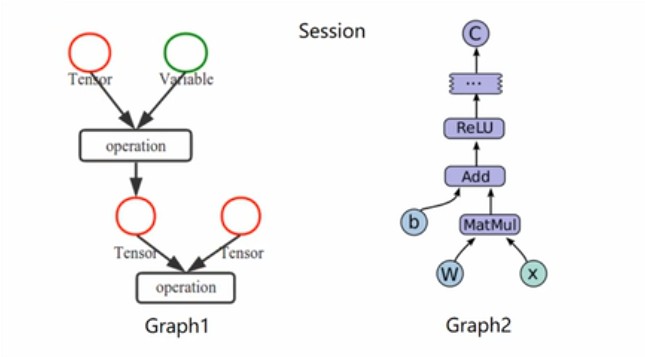 Session
Tensor
Variable
operation
Tensor
Tensor
operation
Graph1
C
...
ReLU
Add
b
MatMul
W
x
Graph2